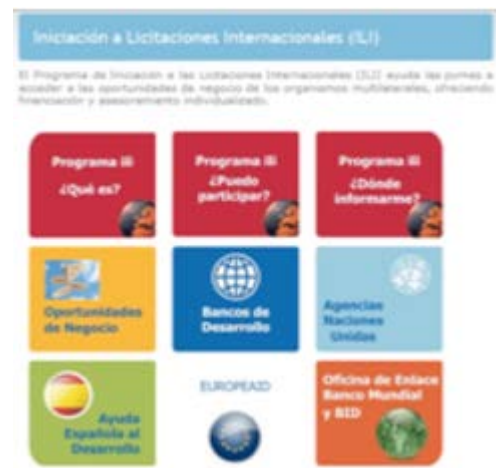 Iniciación a Licitaciones Internacionales (ILI)
El Programa de Iniciación a las Licitaciones Internacionales (ILI) ayuda las pymes a
acceder a las oportunidades de negocio de los organismos multilaterales, ofreciendo
financiación y asesoramiento individualizado.
Programa ili
¿Qué es?
Programa ili
¿Puedo
participar?
Programa ili
¿Dónde
informarme?
Oportunidades
de Negocio
Bancos de
Desarrollo
Agencias
Naciones
Unidas
Ayuda
Española al
Desarrollo
EUROPEAID
Oficina de Enlace
Banco Mundial
y BID